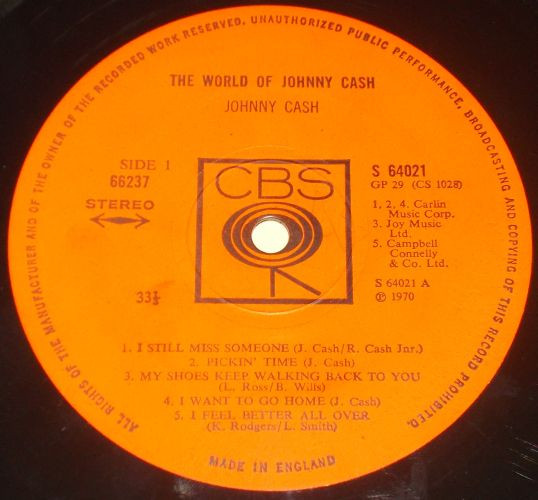 ALL RIGHTS OF THE MANUFACTURER AND OF THE OWNER OF THE RECORDED WORK RESERVED. UNAUTHORIZED PUBLIC PERFORMANCE, BROADCASTING AND COPYING OF THIS RECORD PROHIBITED.
THE WORLD OF JOHNNY CASH
JOHNNY CASH
SIDE 1
66237
STEREO
CBS
S 64021
GP 29 (CS 1028)
1, 2, 4. Carlin
Music Corp.
3. Joy Music
Ltd.
5. Campbell
Connelly
& Co. Ltd.
33⅓
S 64021 A
℗ 1970
1. I STILL MISS SOMEONE (J. Cash/R. Cash Jnr.)
2. PICKIN' TIME (J. Cash)
3. MY SHOES KEEP WALKING BACK TO YOU
(L. Ross/B. Wills)
4. I WANT TO GO HOME (J. Cash)
5. I FEEL BETTER ALL OVER
(K. Rodgers/L. Smith)
MADE IN ENGLAND